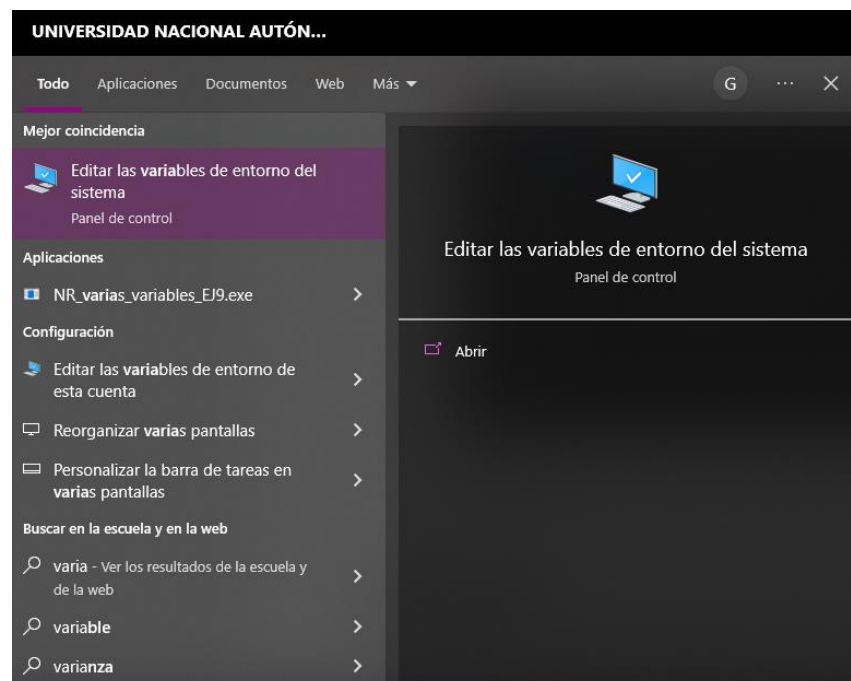 UNIVERSIDAD NACIONAL AUTÓN...
Todo Aplicaciones Documentos Web Más G ... 
Mejor coincidencia
Editar las variables de entorno del
sistema
Panel de control
Aplicaciones
NR_varias_variables_EJ9.exe
Configuración
Editar las variables de entorno de
esta cuenta
Reorganizar varias pantallas
Personalizar la barra de tareas en
varias pantallas
Buscar en la escuela y en la web
varia - Ver los resultados de la escuela y
de la web
variable
varianza
Editar las variables de entorno del sistema
Panel de control
Abrir